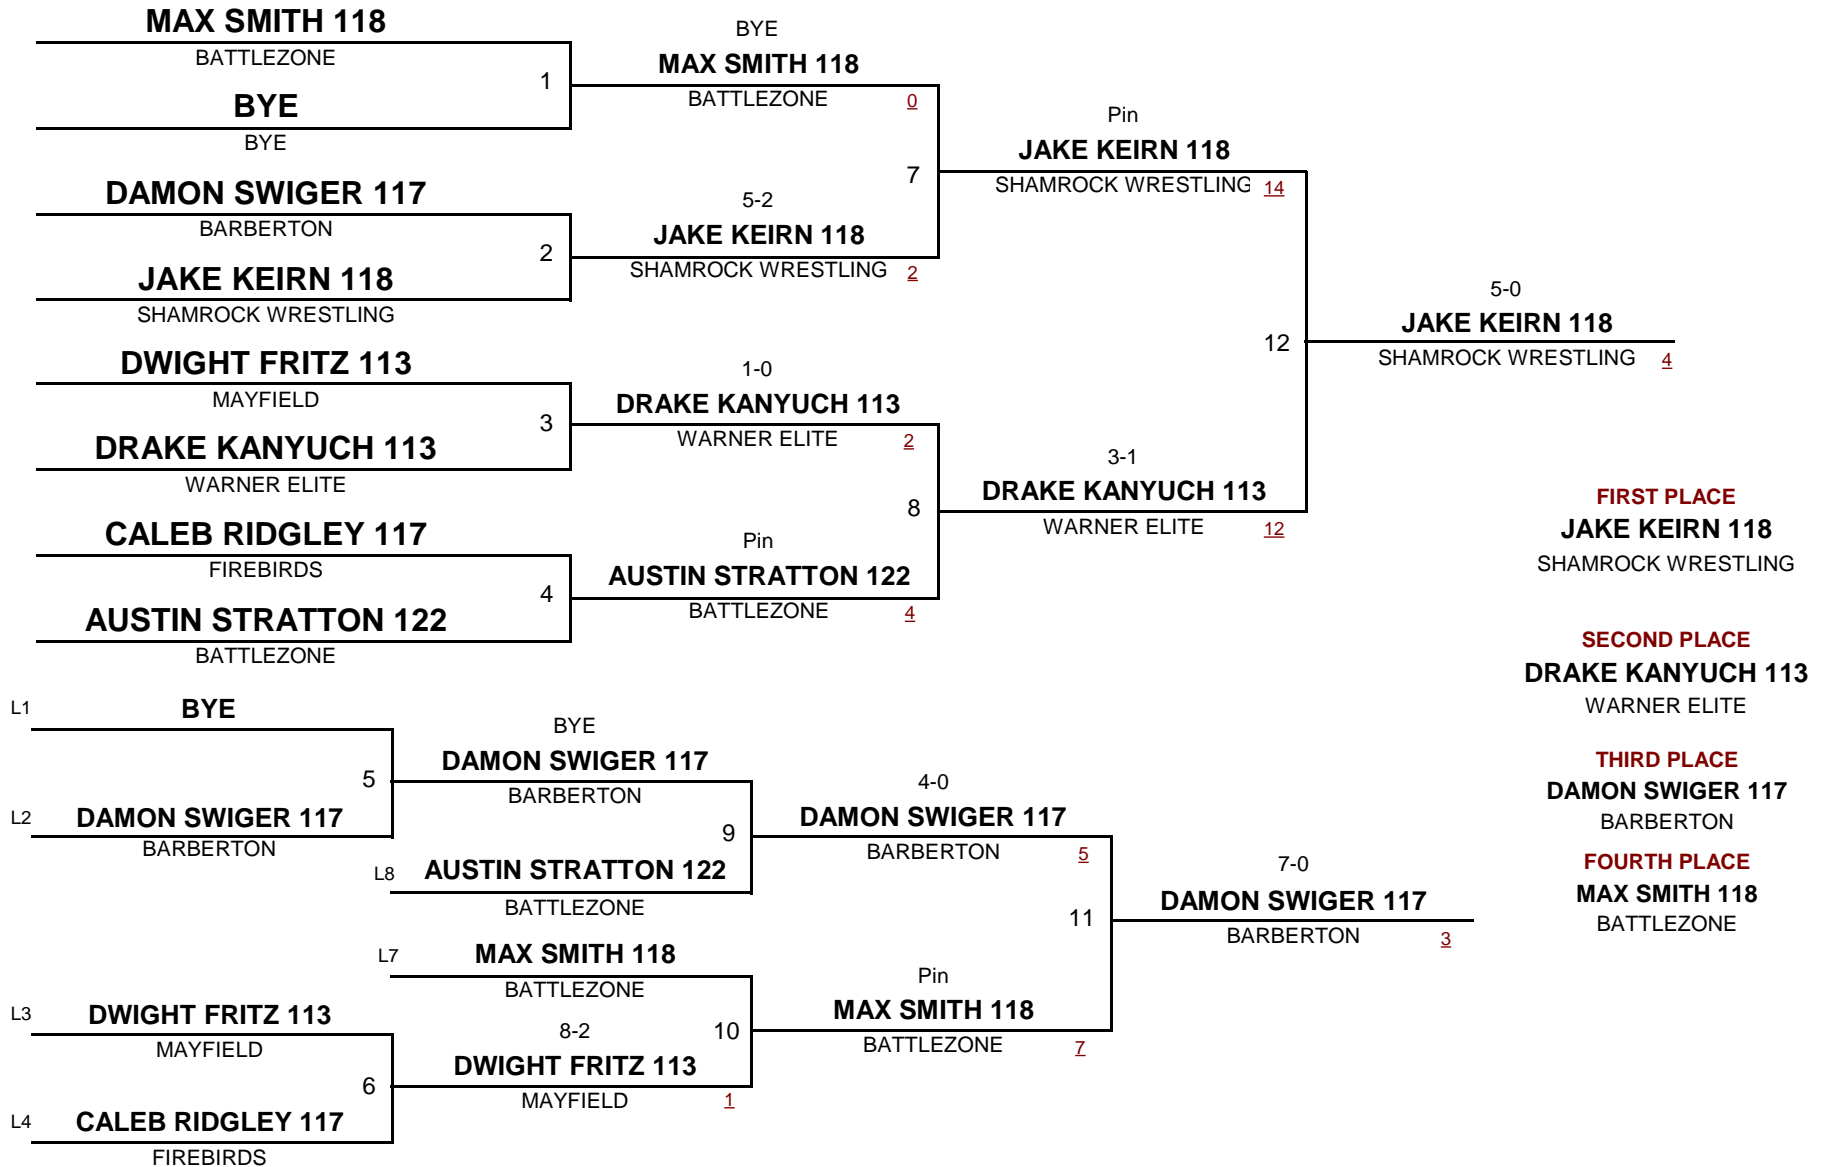 MAX SMITH 118
BATTLEZONE
1
BYE
BYE
DAMON SWIGER 117
BARBERTON
2
JAKE KEIRN 118
SHAMROCK WRESTLING
DWIGHT FRITZ 113
MAYFIELD
3
DRAKE KANYUCH 113
WARNER ELITE
CALEB RIDGLEY 117
FIREBIRDS
4
AUSTIN STRATTON 122
BATTLEZONE
BYE
MAX SMITH 118
BATTLEZONE 0
7
5-2
JAKE KEIRN 118
SHAMROCK WRESTLING 2
1-0
DRAKE KANYUCH 113
WARNER ELITE 2
8
Pin
AUSTIN STRATTON 122
BATTLEZONE 4
Pin
JAKE KEIRN 118
SHAMROCK WRESTLING 14
12
3-1
DRAKE KANYUCH 113
WARNER ELITE 12
5-0
JAKE KEIRN 118
SHAMROCK WRESTLING 4
FIRST PLACE
JAKE KEIRN 118
SHAMROCK WRESTLING
SECOND PLACE
DRAKE KANYUCH 113
WARNER ELITE
THIRD PLACE
DAMON SWIGER 117
BARBERTON
FOURTH PLACE
MAX SMITH 118
BATTLEZONE
L1 BYE
5
L2 DAMON SWIGER 117
BARBERTON
L3 DWIGHT FRITZ 113
MAYFIELD
6
L4 CALEB RIDGLEY 117
FIREBIRDS
BYE
DAMON SWIGER 117
BARBERTON
9
L8 AUSTIN STRATTON 122
BATTLEZONE
L7 MAX SMITH 118
BATTLEZONE
8-2 10
DWIGHT FRITZ 113
MAYFIELD 1
4-0
DAMON SWIGER 117
BARBERTON 5
11
Pin
MAX SMITH 118
BATTLEZONE 7
7-0
DAMON SWIGER 117
BARBERTON 3